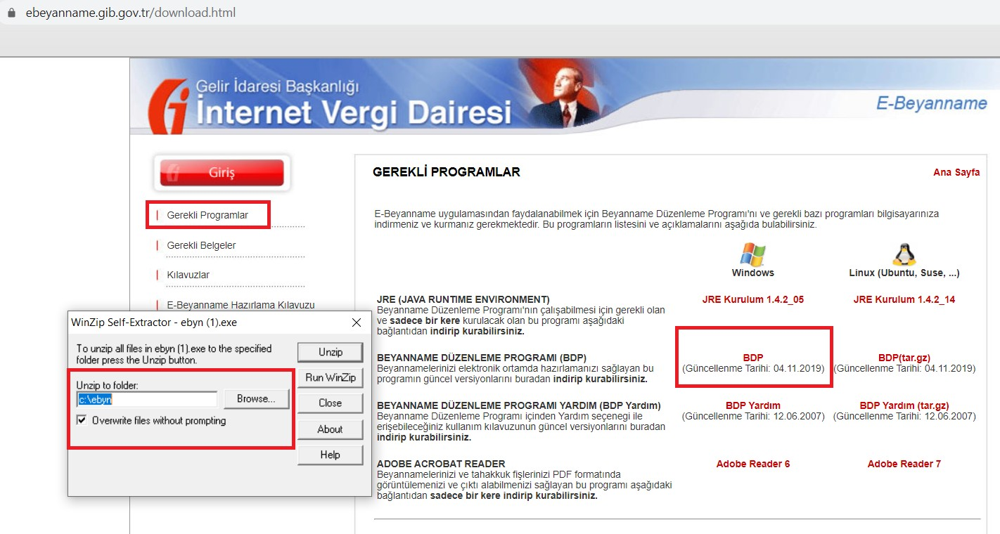 ebeyanname.gib.gov.tr/download.html
Gelir İdaresi Başkanlığı
İnternet Vergi Dairesi
E-Beyanname
Giriş
Gerekli Programlar
Gerekli Belgeler
Kılavuzlar
E-Beyanname Hazırlama Kılavuzu
WinZip Self-Extractor - ebyn (1).exe
To unzip all files in ebyn (1).exe to the specified
folder press the Unzip button.
Unzip to folder:
c:\ebyn
Browse...
Overwrite files without prompting
Unzip
Run WinZip
Close
About
Help
GEREKLİ PROGRAMLAR
Ana Sayfa
E-Beyanname uygulamasından faydalanabilmek için Beyanname Düzenleme Programı'nı ve gerekli bazı programları bilgisayarınıza
indirmeniz ve kurmanız gerekmektedir. Bu programların listesini ve açıklamalarını aşağıda bulabilirsiniz.
Windows
Linux (Ubuntu, Suse, ...)
JRE (JAVA RUNTIME ENVIRONMENT)
Beyanname Düzenleme Programı'nın çalışabilmesi için gerekli olan
ve sadece bir kere kurulacak olan bu programı aşağıdaki
bağlantıdan indirip kurabilirsiniz.
JRE Kurulum 1.4.2_05
JRE Kurulum 1.4.2_14
BEYANNAME DÜZENLEME PROGRAMI (BDP)
Beyannamelerinizi elektronik ortamda hazırlamanızı sağlayan bu
programın güncel versiyonlarını buradan indirip kurabilirsiniz.
BDP
(Güncellenme Tarihi: 04.11.2019)
BDP(tar.gz)
(Güncellenme Tarihi: 04.11.2019)
BEYANNAME DÜZENLEME PROGRAMI YARDIM (BDP Yardım)
Beyanname Düzenleme Programı içinden Yardım seçenegi ile
erişebileceğiniz kullanım kılavuzunun güncel versiyonlarını buradan
indirip kurabilirsiniz.
BDP Yardım
(Güncellenme Tarihi: 12.06.2007)
BDP Yardım (tar.gz)
(Güncellenme Tarihi: 12.06.2007)
ADOBE ACROBAT READER
Beyannamelerinizi ve tahakkuk fişlerinizi PDF formatında
görüntülemenizi ve çıktı alabilmenizi sağlayan bu programı aşağıdaki
bağlantıdan sadece bir kere indirip kurabilirsiniz.
Adobe Reader 6
Adobe Reader 7